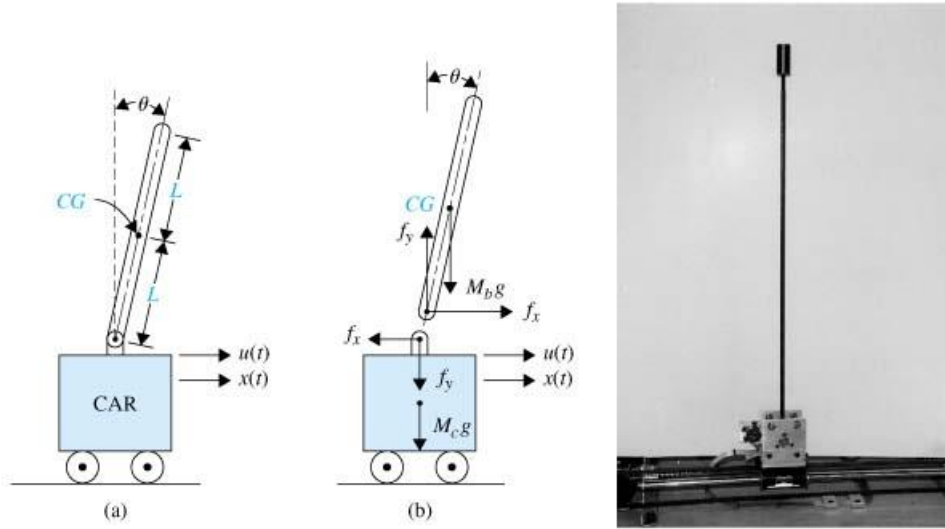 θ
CG
L
L
u(t)
x(t)
CAR
(a)
θ
CG
f_y
M_b g
f_x
f_x
u(t)
f_y
x(t)
M_c g
(b)